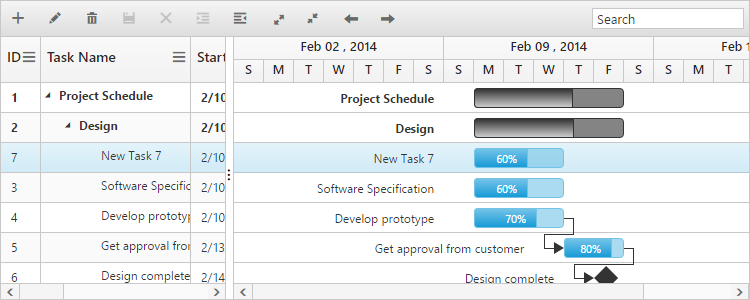 Search
Feb 02 , 2014 Feb 09 , 2014 Feb 1
ID Task Name Start
S M T W T F S S M T W T F S S M T
1 Project Schedule 2/10 Project Schedule
2 Design 2/10 Design
7 New Task 7 2/10 New Task 7 60%
3 Software Specific 2/10 Software Specification 60%
4 Develop prototyp 2/10 Develop prototype 70%
5 Get approval from 2/13 Get approval from customer 80%
6 Design complete 2/14 Design complete